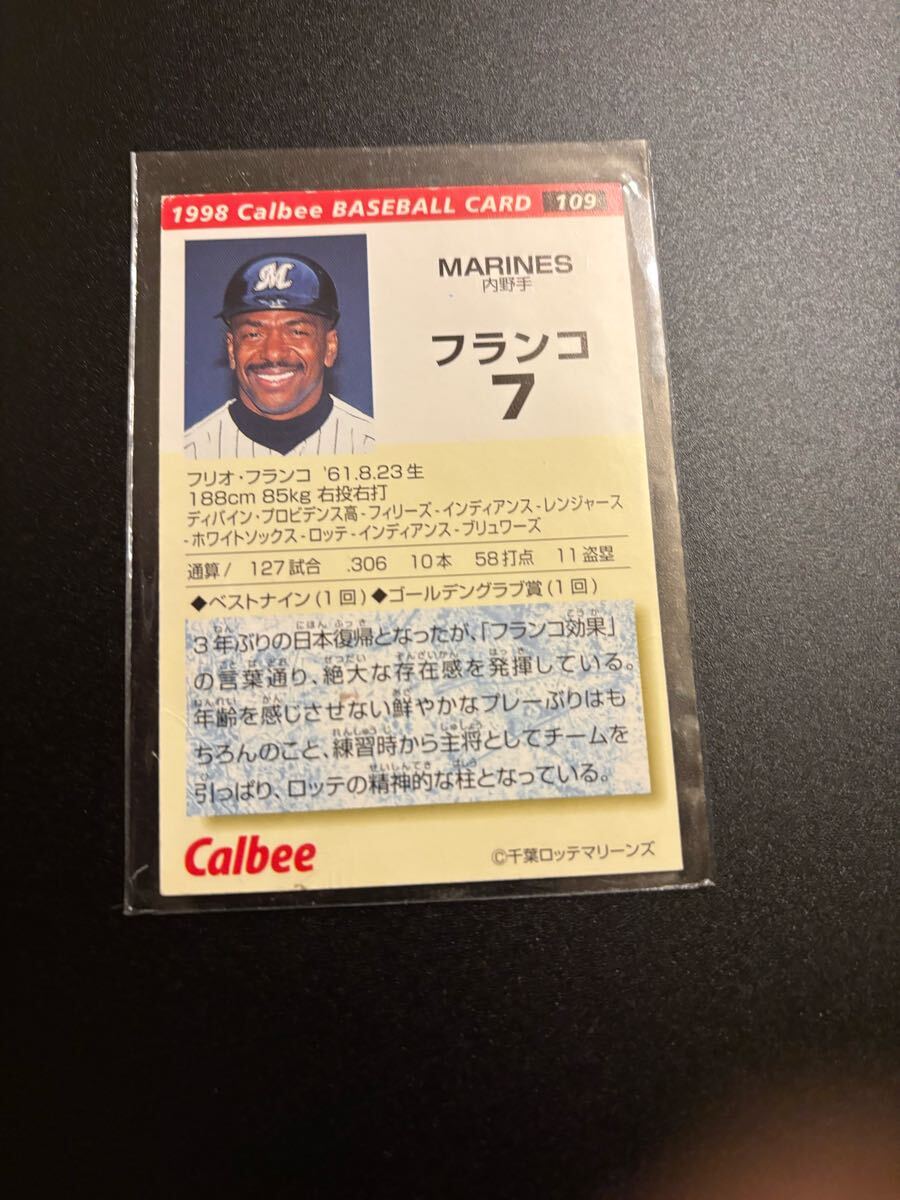 1998 Calbee BASEBALL CARD 109
M
MARINES
内野手
フランコ
7
フリオ・フランコ '61.8.23生
188cm 85kg 右投右打
ディバイン・プロビデンス高-フィリーズ-インディアンス-レンジャース
-ホワイトソックス-ロッテ-インディアンス-ブリュワーズ
通算/ 127試合 .306 10本 58打点 11盗塁
◆ベストナイン(1回)◆ゴールデングラブ賞(1回)
3年ぶりの日本復帰となったが、「フランコ効果」
の言葉通り、絶大な存在感を発揮している。
年齢を感じさせない鮮やかなプレーぶりはも
ちろんのこと、練習時から主将としてチームを
引っぱり、ロッテの精神的な柱となっている。
Calbee
©千葉ロッテマリーンズ